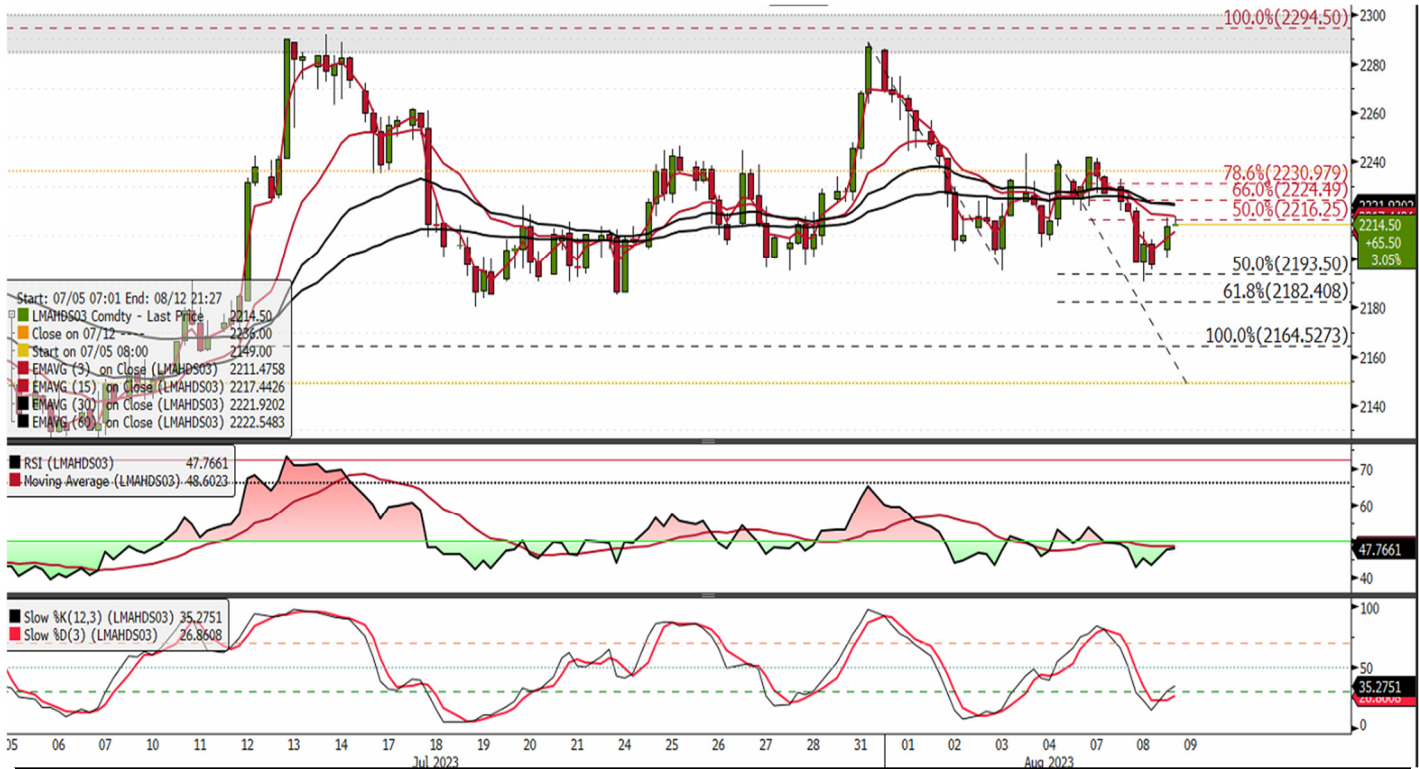 2300
100.0%(2294.50)
2280
2260
2240
78.6%(2230.979)
66.0%(2224.49)
2221.9202
50.0%(2216.25)
2214.50
+65.50
3.05%
50.0%(2193.50)
61.8%(2182.408)
2180
100.0%(2164.5273)
2160
2140
Start: 07/05 07:01 End: 08/12 21:27
LMAHDS03 Comdty - Last Price 2214.50
Close on 07/12 ---- 2236.00
Start on 07/05 08:00 2149.00
EMAVG (3) on Close (LMAHDS03) 2211.4758
EMAVG (15) on Close (LMAHDS03) 2217.4426
EMAVG (30) on Close (LMAHDS03) 2221.9202
EMAVG (60) on Close (LMAHDS03) 2222.5483
RSI (LMAHDS03) 47.7661
Moving Average (LMAHDS03) 48.6023
70
60
47.7661
40
Slow %K(12,3) (LMAHDS03) 35.2751
Slow %D(3) (LMAHDS03) 26.8608
100
50
35.2751
26.8608
0
05 06 07 10 11 12 13 14 17 18 19 20 21 24 25 26 27 28 31 01 02 03 04 07 08 09
Jul 2023 Aug 2023